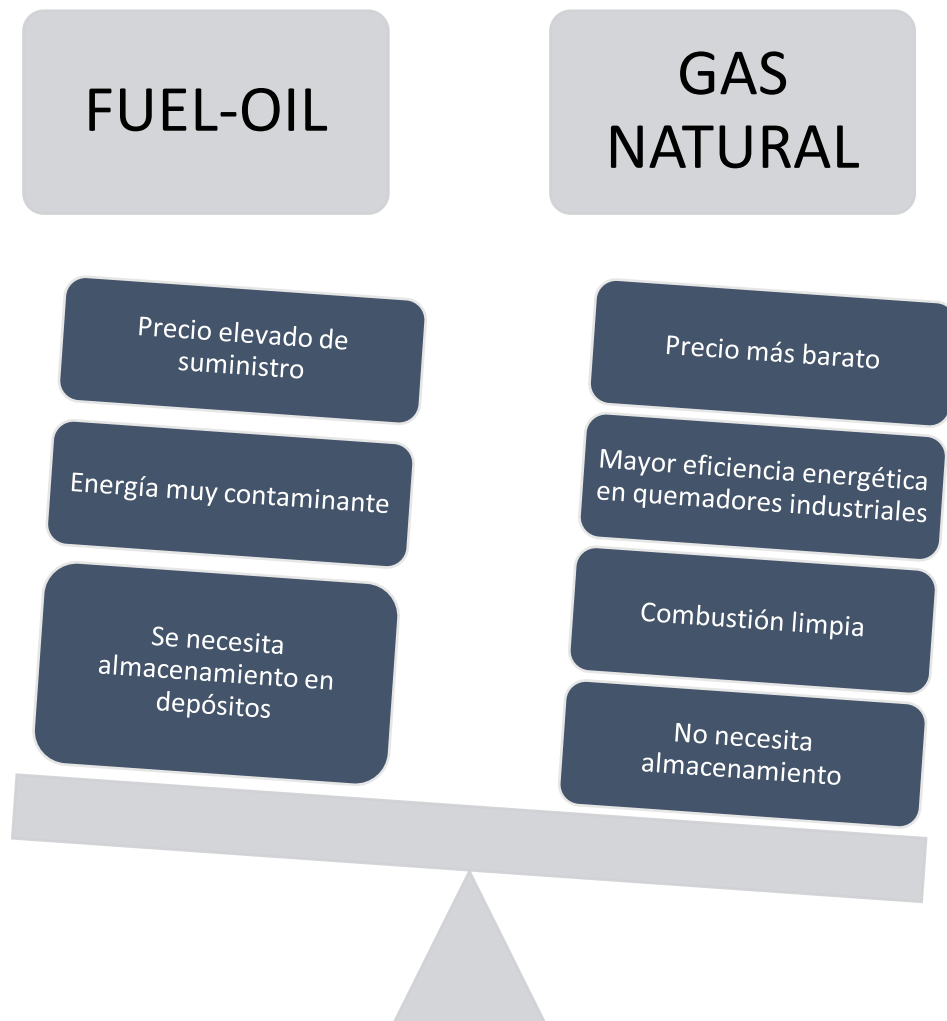 FUEL-OIL
GAS
NATURAL
Precio elevado de
suministro
Energía muy contaminante
Se necesita
almacenamiento en
depósitos
Precio más barato
Mayor eficiencia energética
en quemadores industriales
Combustión limpia
No necesita
almacenamiento